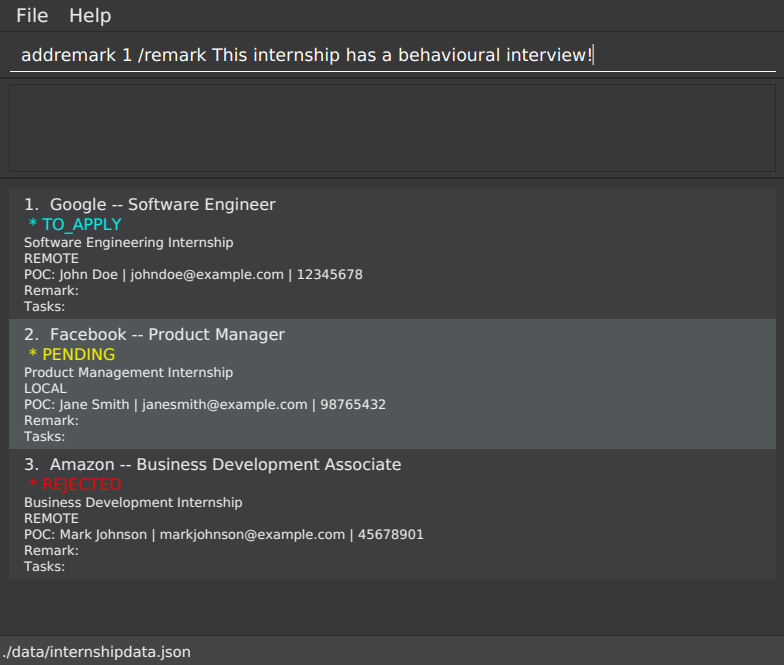 File Help
addremark 1 /remark This internship has a behavioural interview!
1. Google -- Software Engineer
* TO_APPLY
Software Engineering Internship
REMOTE
POC: John Doe | johndoe@example.com | 12345678
Remark:
Tasks:
2. Facebook -- Product Manager
* PENDING
Product Management Internship
LOCAL
POC: Jane Smith | janesmith@example.com | 98765432
Remark:
Tasks:
3. Amazon -- Business Development Associate
* REJECTED
Business Development Internship
REMOTE
POC: Mark Johnson | markjohnson@example.com | 45678901
Remark:
Tasks:
./data/internshipdata.json